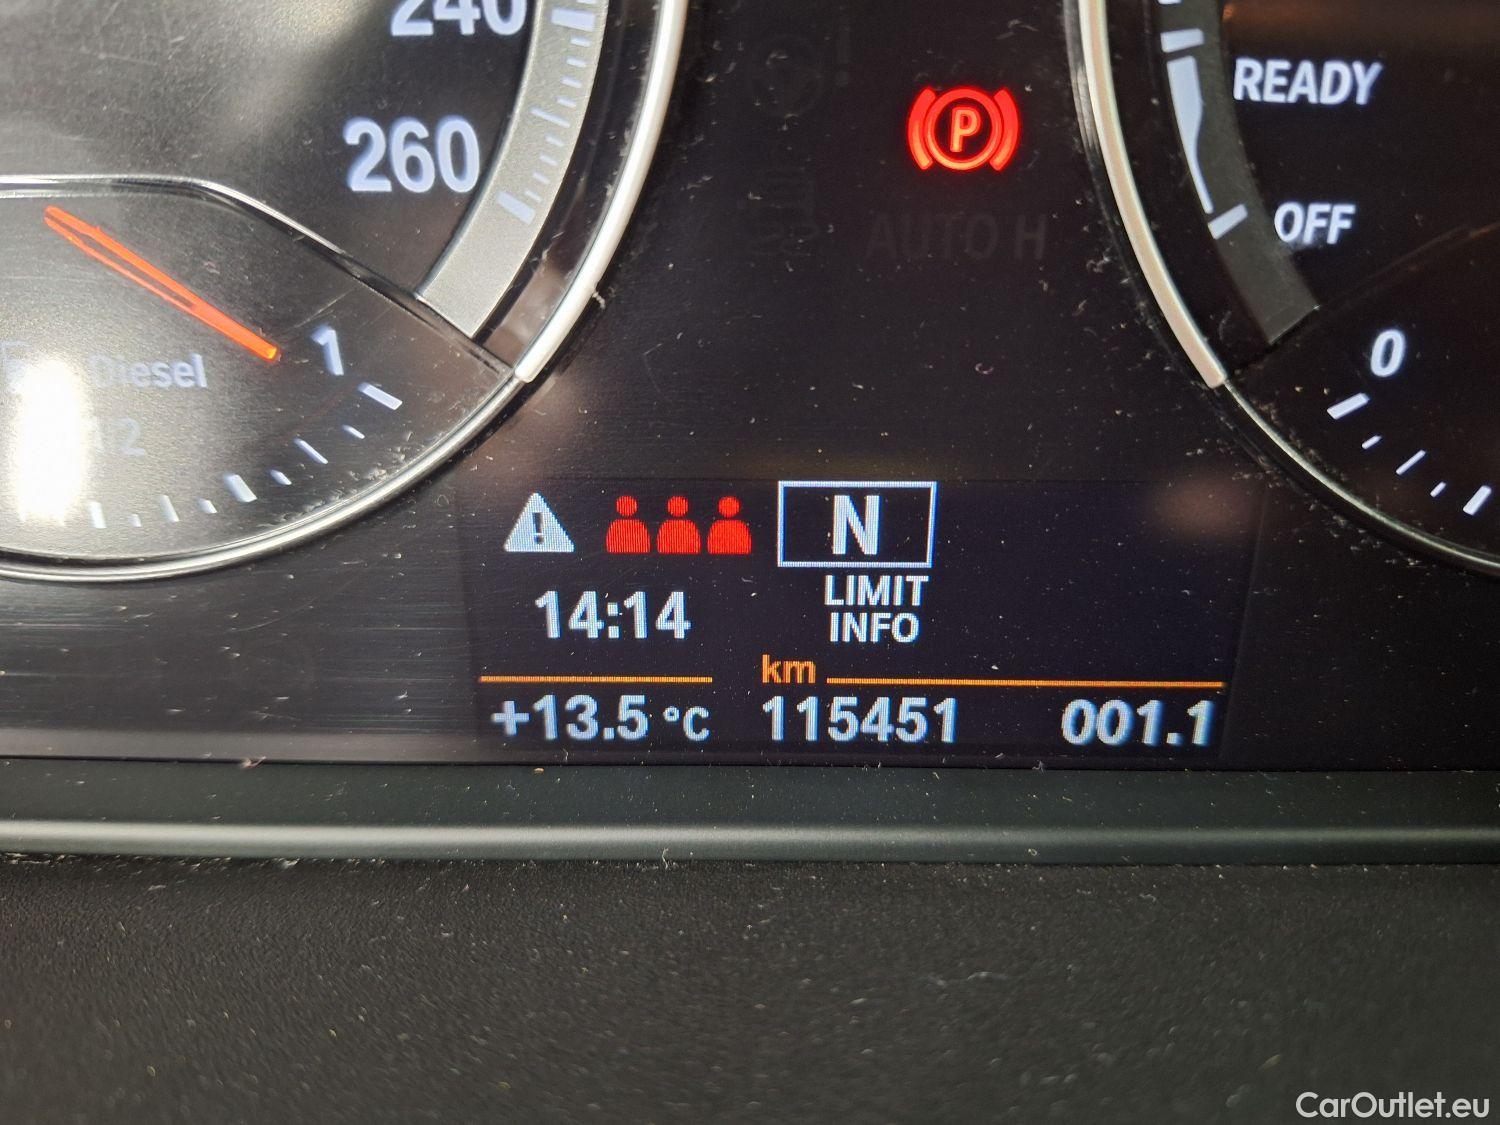 240
260
READY
P
OFF
AUTO H
1
0
Diesel
N
LIMIT
14:14
INFO
km
+13.5 °C
115451
001.1
CarOutlet.eu